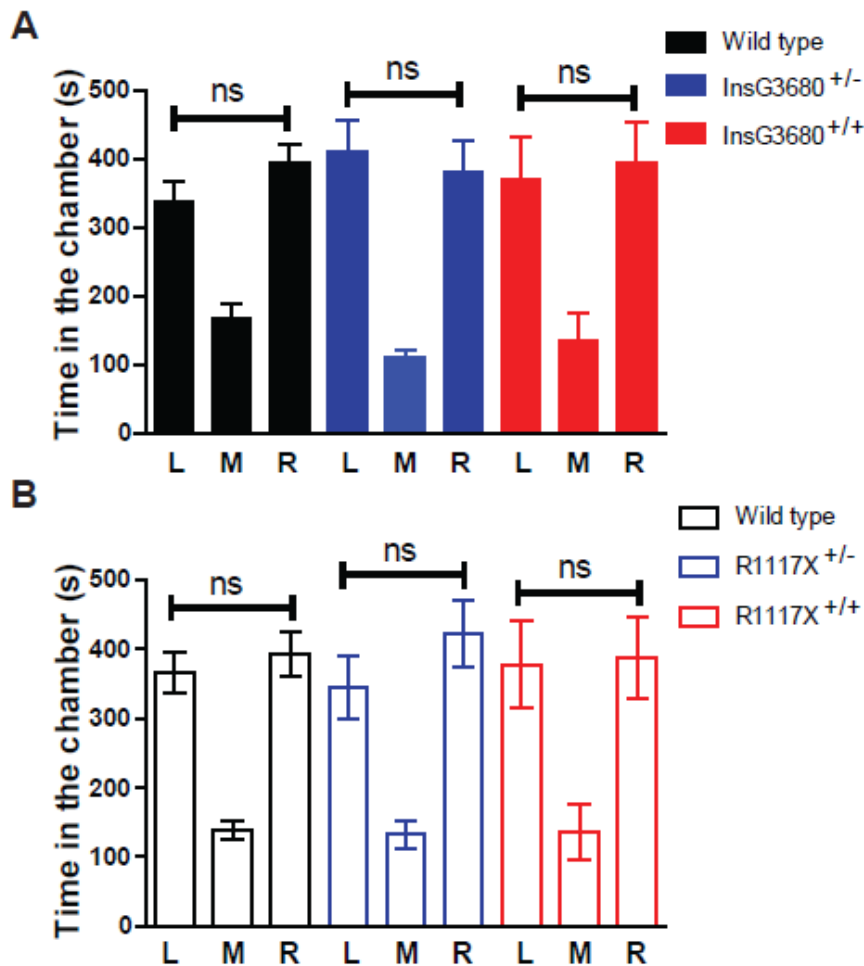 A
Wild type
InsG3680+/-
InsG3680+/+
Time in the chamber (s)
500
400
300
200
100
0
ns
ns
ns
L M R L M R L M R
B
Wild type
R1117X+/-
R1117X+/+
Time in the chamber (s)
500
400
300
200
100
0
ns
ns
ns
L M R L M R L M R